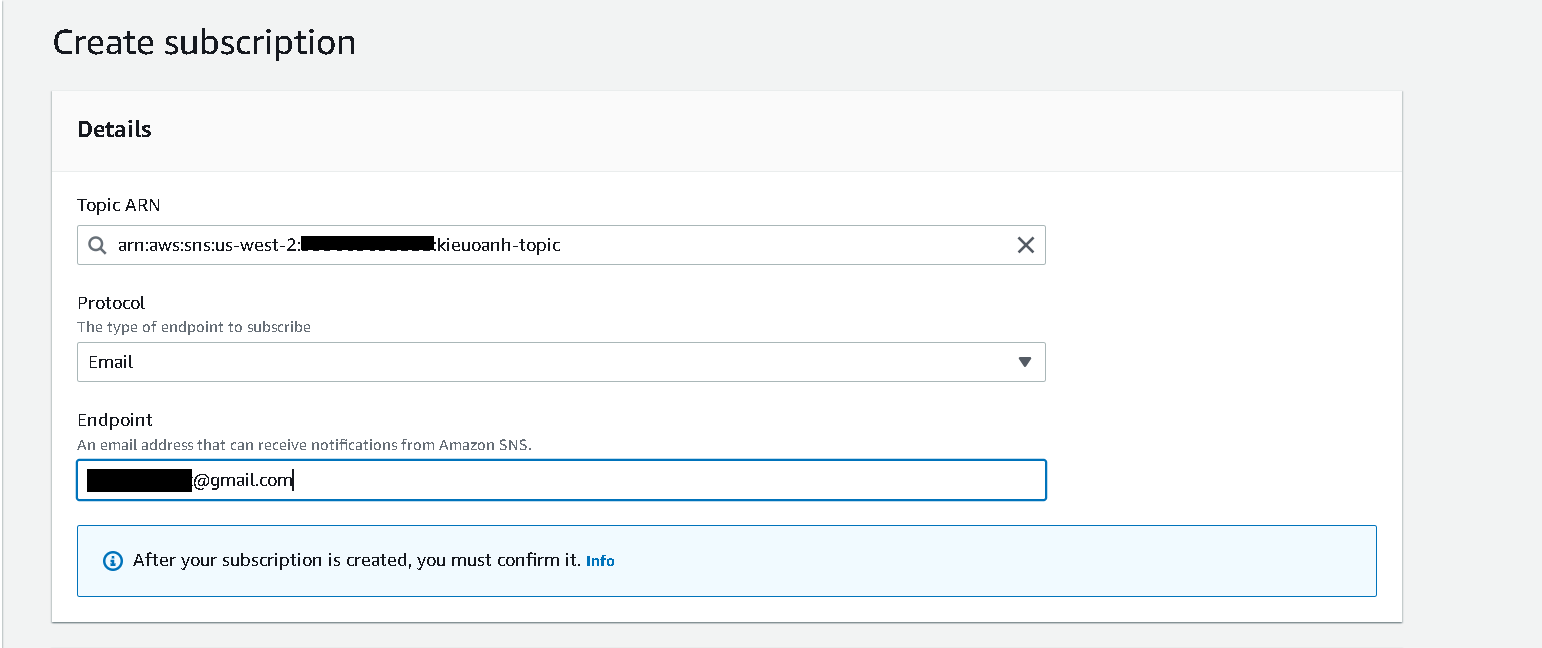 Create subscription
Details
Topic ARN
arn:aws:sns:us-west-2: :kieuoanh-topic
Protocol
The type of endpoint to subscribe
Email
Endpoint
An email address that can receive notifications from Amazon SNS.
@gmail.com
After your subscription is created, you must confirm it. Info